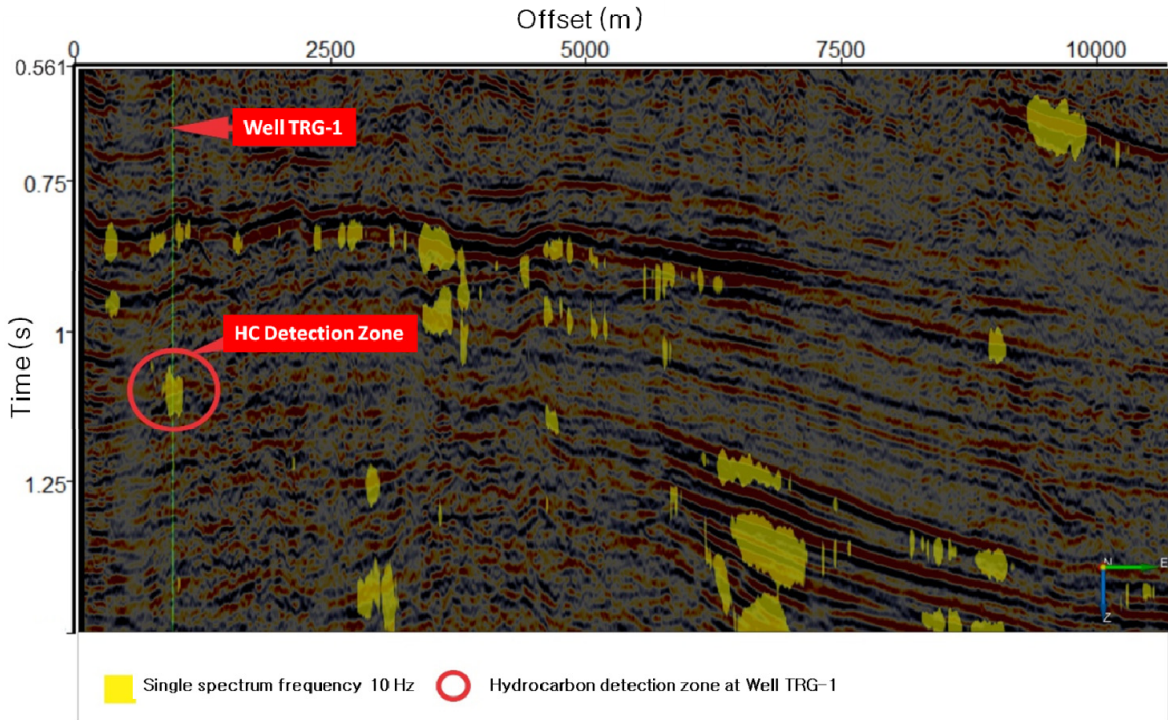 Offset (m)
0 2500 5000 7500 10000
0.561
Well TRG-1
0.75
1
HC Detection Zone
Time (s)
1.25
N
E
Z
Single spectrum frequency 10 Hz
Hydrocarbon detection zone at Well TRG-1